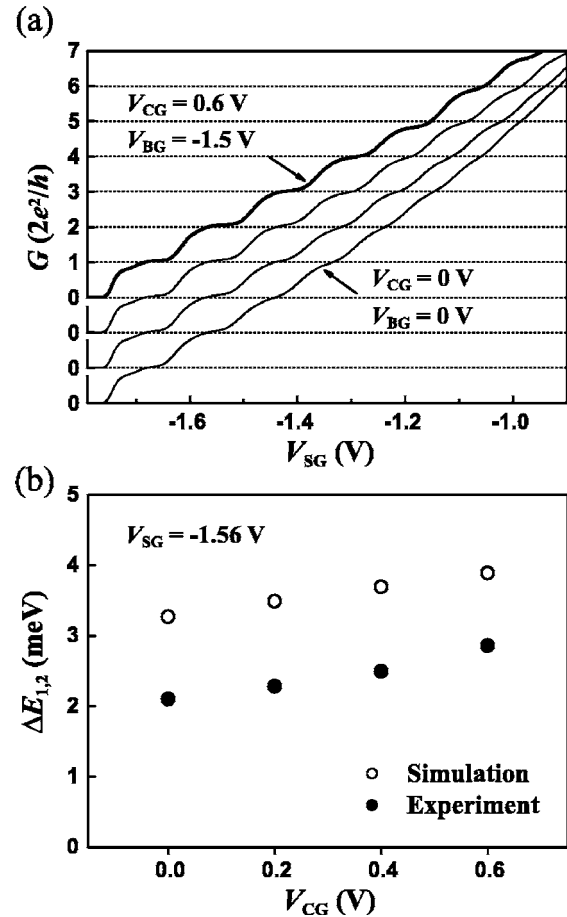 (a)
7
6
5
4
3
2
1
0
0
0
0
G (2e²/h)
V_CG = 0.6 V
V_BG = -1.5 V
V_CG = 0 V
V_BG = 0 V
-1.6 -1.4 -1.2 -1.0
V_SG (V)
(b)
5
4
3
2
1
0
ΔE_1,2 (meV)
V_SG = -1.56 V
Simulation
Experiment
0.0 0.2 0.4 0.6
V_CG (V)